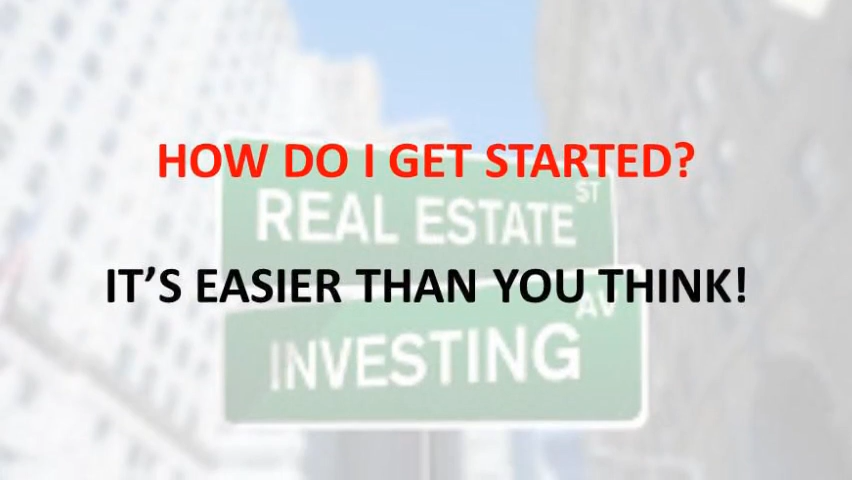 HOW DO I GET STARTED?
REAL ESTATE ST
IT’S EASIER THAN YOU THINK!
INVESTING AV